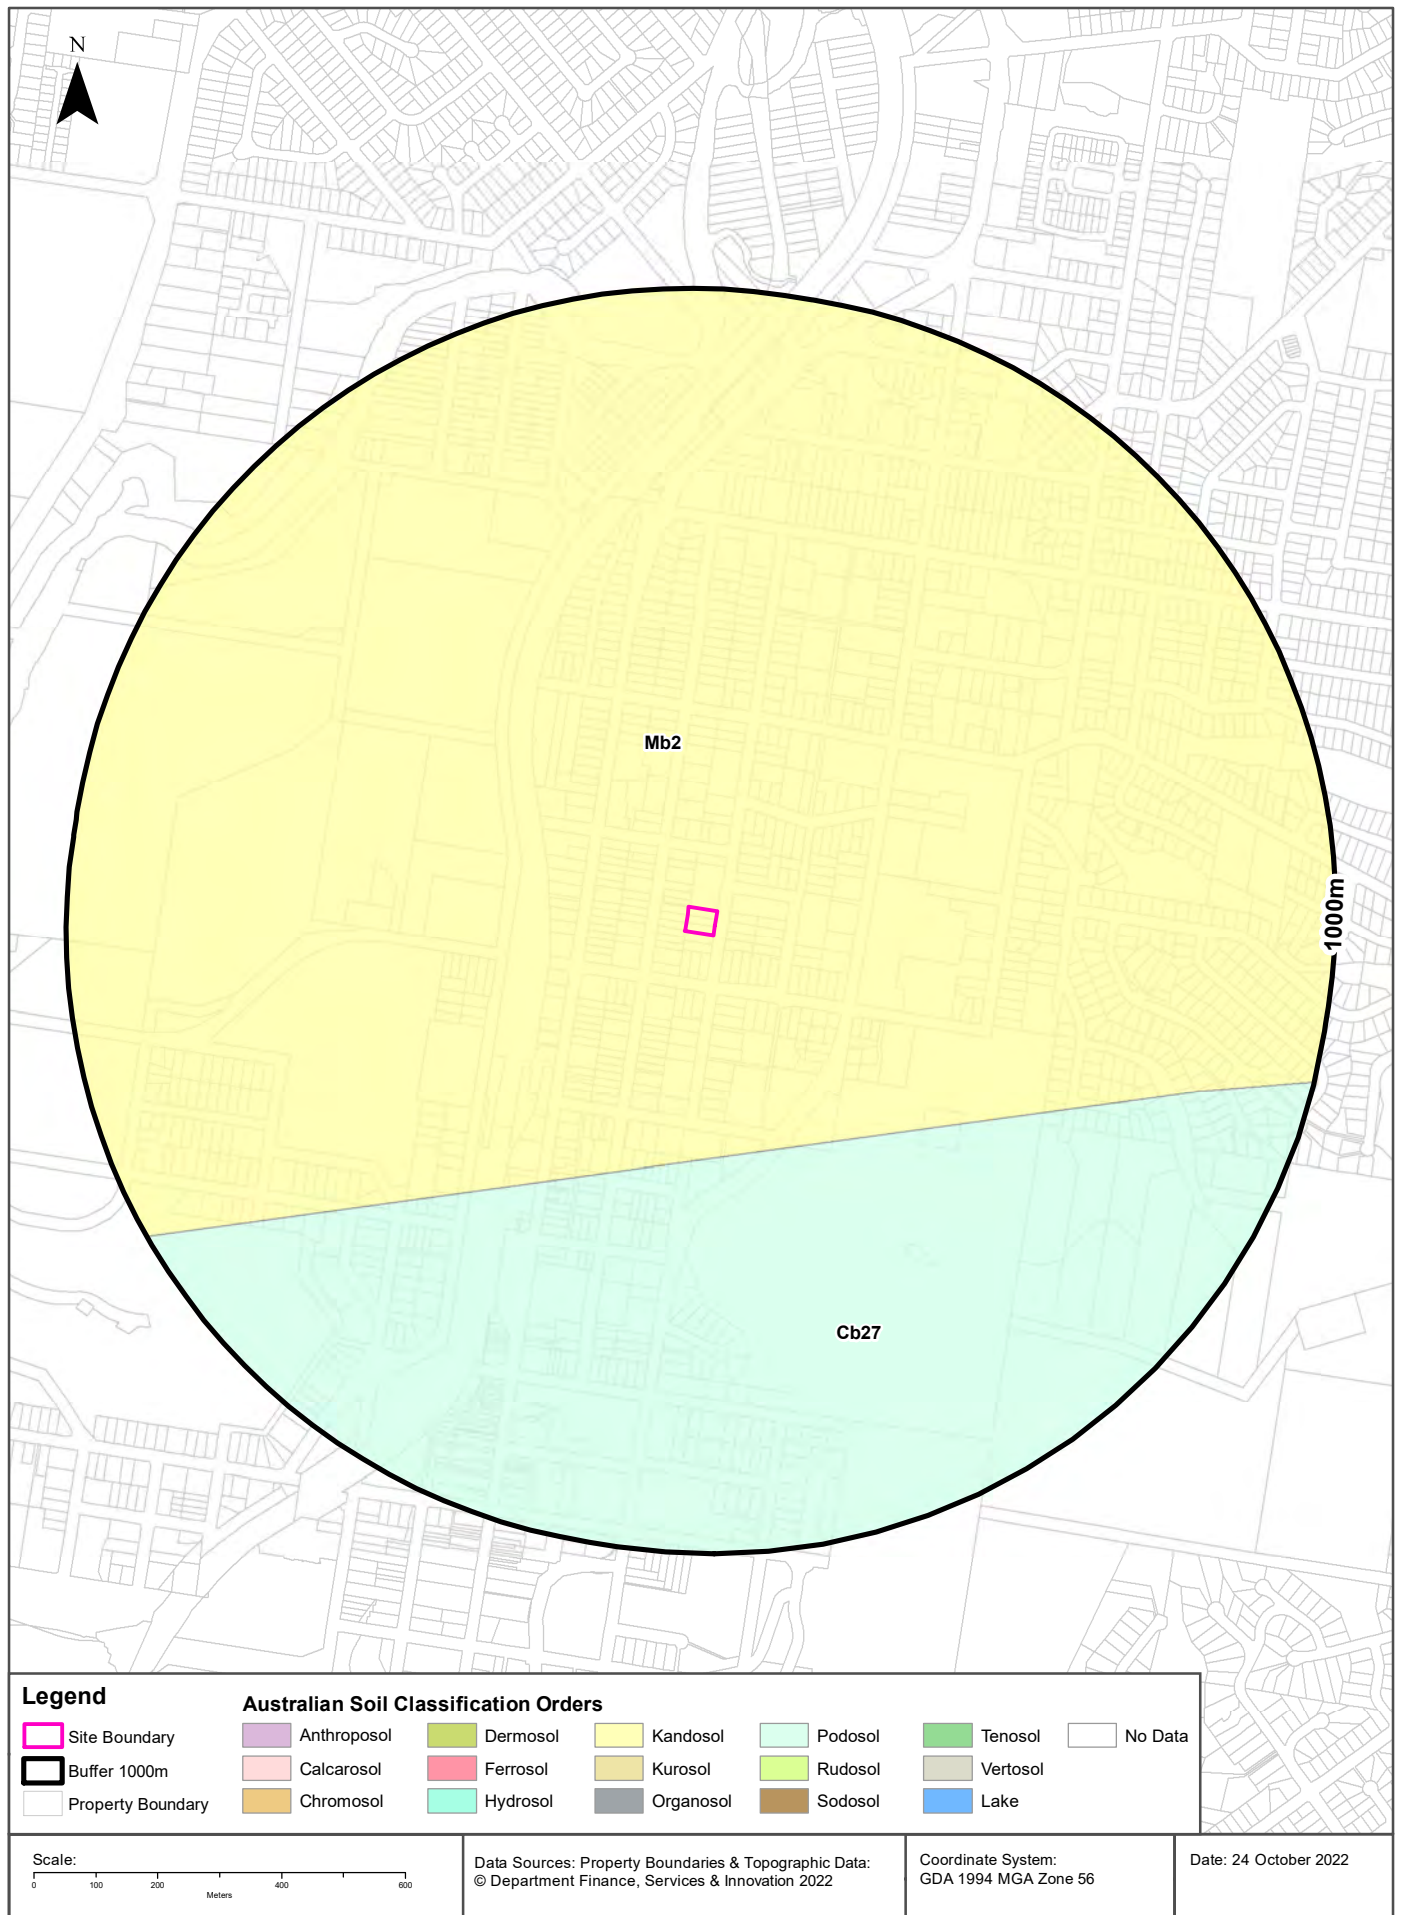 N
Mb2
1000m
Cb27
Legend
Site Boundary
Buffer 1000m
Property Boundary
Australian Soil Classification Orders
Anthroposol
Calcarosol
Chromosol
Dermosol
Ferrosol
Hydrosol
Kandosol
Kurosol
Organosol
Podosol
Rudosol
Sodosol
Tenosol
Vertosol
Lake
No Data
Scale:
0 100 200 400 600
Meters
Data Sources: Property Boundaries & Topographic Data:
© Department Finance, Services & Innovation 2022
Coordinate System:
GDA 1994 MGA Zone 56
Date: 24 October 2022